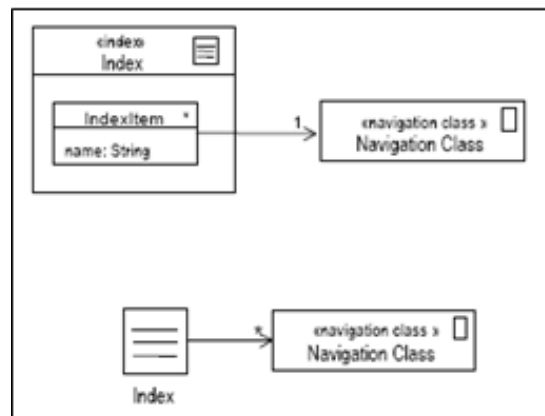 «index»
Index
IndexItem *
name: String
1
«navigation class »
Navigation Class
*
«navigation class »
Navigation Class
Index